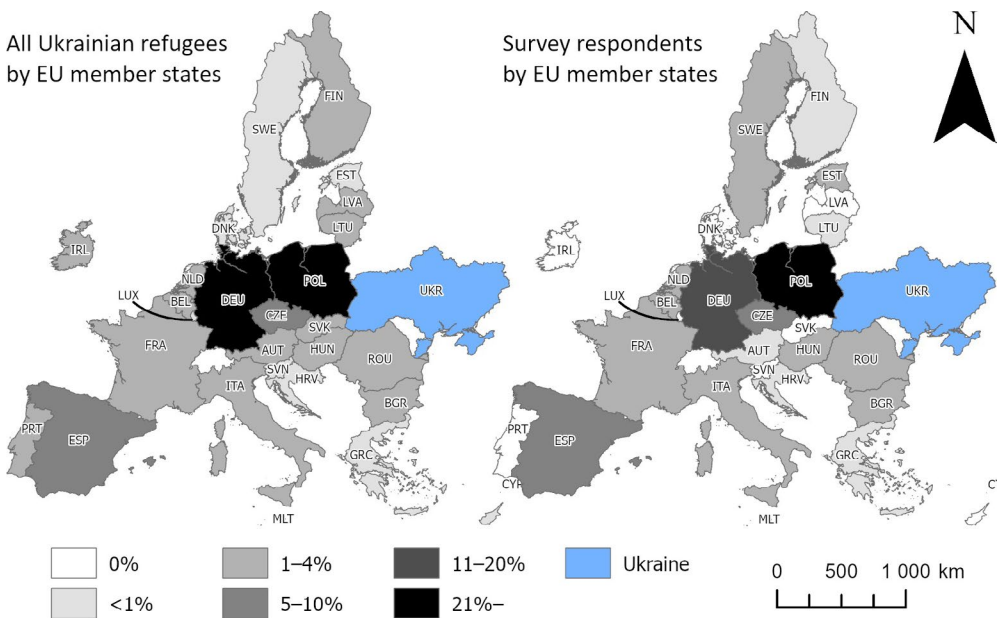 All Ukrainian refugees
by EU member states
FIN
SWE
EST
LVA
LTU
DNK
IRL
NLD
BEL
LUX
DEU
POL
UKR
CZE
SVK
FRA
AUT
HUN
SVN
HRV
ROU
ITA
BGR
PRT
ESP
GRC
CYP
MLT
Survey respondents
by EU member states
N
FIN
SWE
EST
LVA
LTU
DNK
IRL
NLD
BEL
LUX
DEU
POL
UKR
CZE
SVK
FRA
AUT
HUN
SVN
HRV
ROU
ITA
BGR
PRT
ESP
GRC
MLT
0%
1–4%
11–20%
Ukraine
<1%
5–10%
21%–
0 500 1 000 km